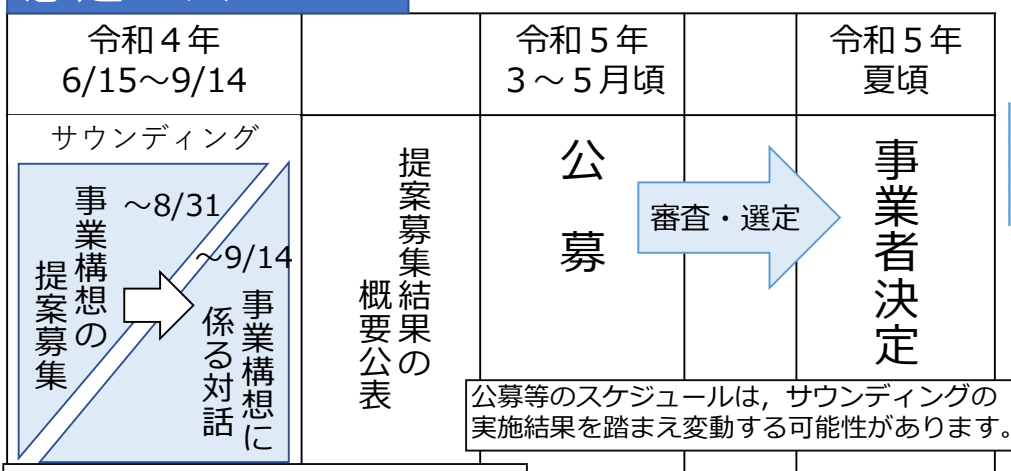 令和４年
6/15～9/14
令和５年
３～５月頃
令和５年
夏頃
サウンディング
事業構想の
提案募集
～8/31
～9/14
事業構想に
係る対話
提案募集結果の
概要公表
公募
審査・選定
事業者決定
公募等のスケジュールは，サウンディングの
実施結果を踏まえ変動する可能性があります。